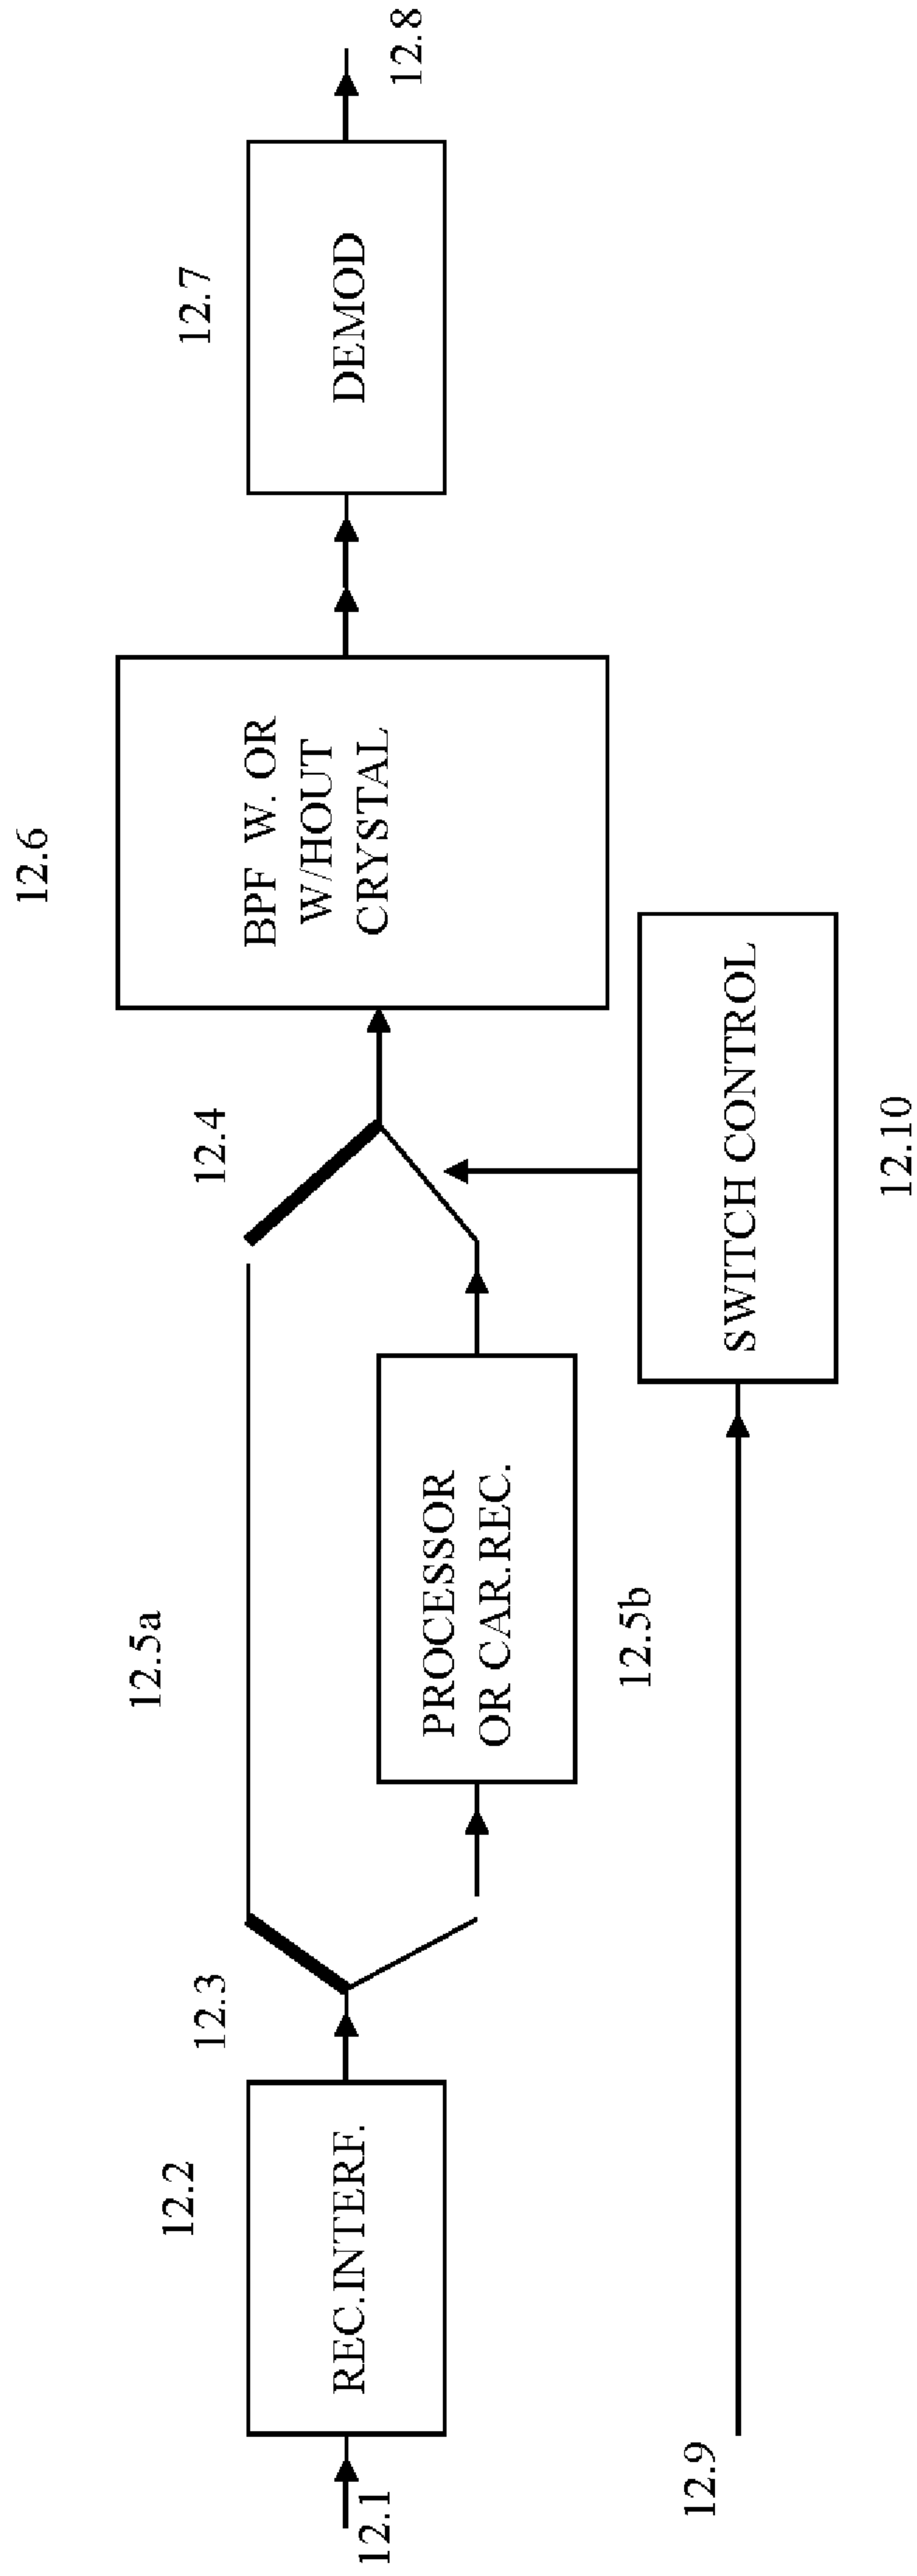 12.6
12.7
12.4
12.3
12.2
12.5a
12.8
BPF W. OR
W/HOUT
CRYSTAL
DEMOD
REC.INTERF.
12.1
PROCESSOR
OR CAR.REC.
12.5b
12.9
SWITCH CONTROL
12.10